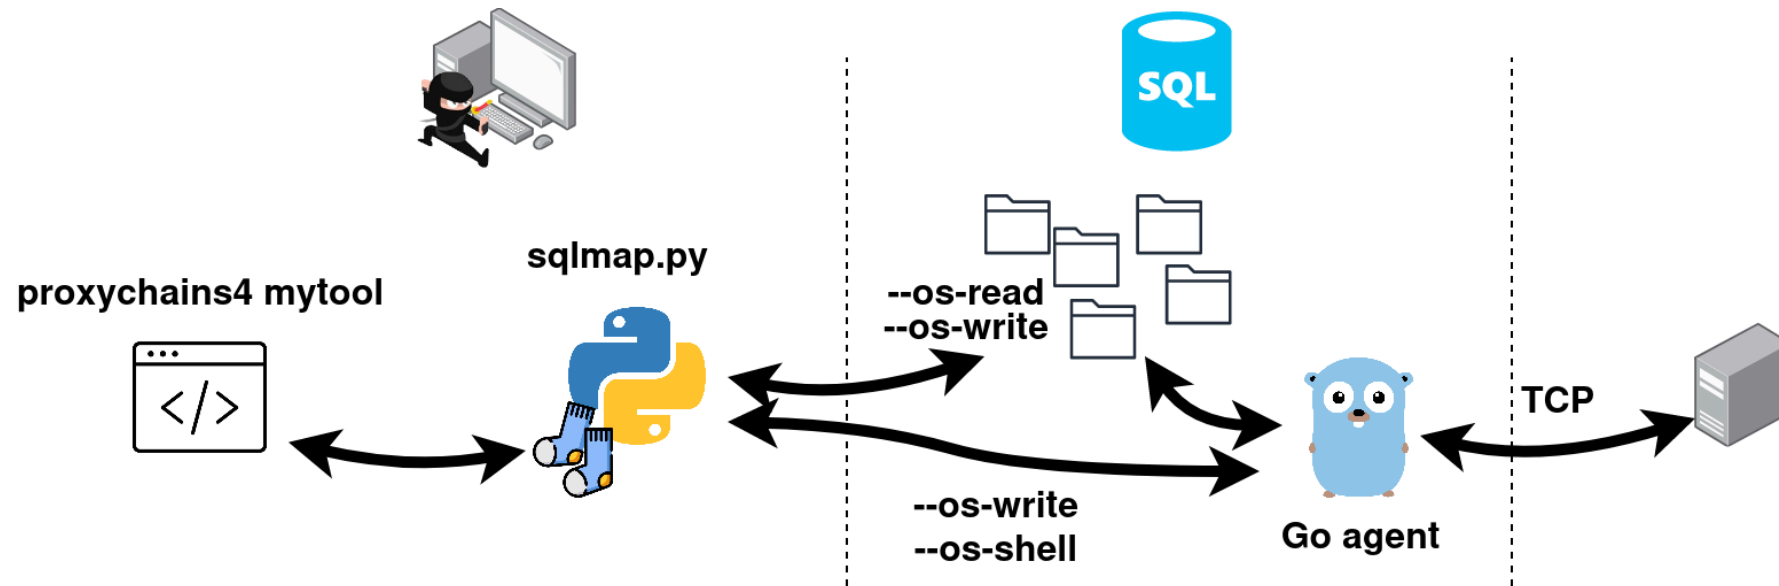 SQL
sqlmap.py
proxychains4 mytool
--os-read
--os-write
</>
TCP
--os-write
--os-shell
Go agent